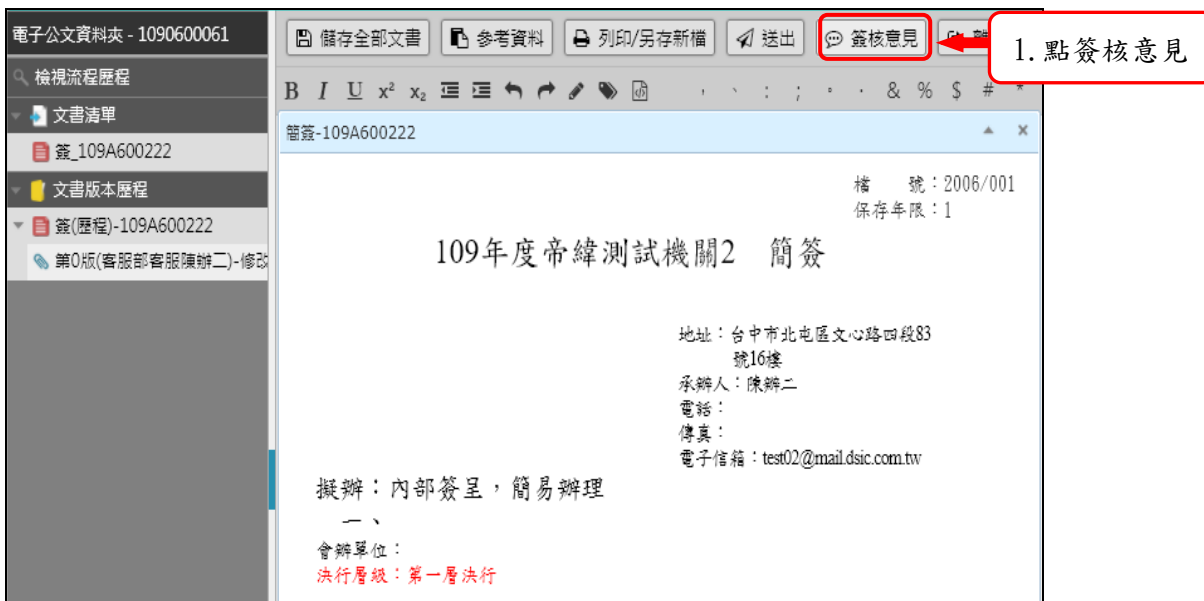 電子公文資料夾 - 1090600061
檢視流程歷程
文書清單
簽_109A600222
文書版本歷程
簽(歷程)-109A600222
第0版(客服部客服陳辦二)-修改
儲存全部文書 參考資料 列印/另存新檔 送出 簽核意見
1.點簽核意見
B I U x² x₂ , 、 : ; 。 · & % $ # *
簡簽-109A600222
檔　　號：2006/001
保存年限：1
109年度帝緯測試機關2　簡簽
地址：台中市北屯區文心路四段83
號16樓
承辦人：陳辦二
電話：
傳真：
電子信箱：test02@mail.dsic.com.tw
擬辦：內部簽呈，簡易辦理
一、
會辦單位：
決行層級：第一層決行